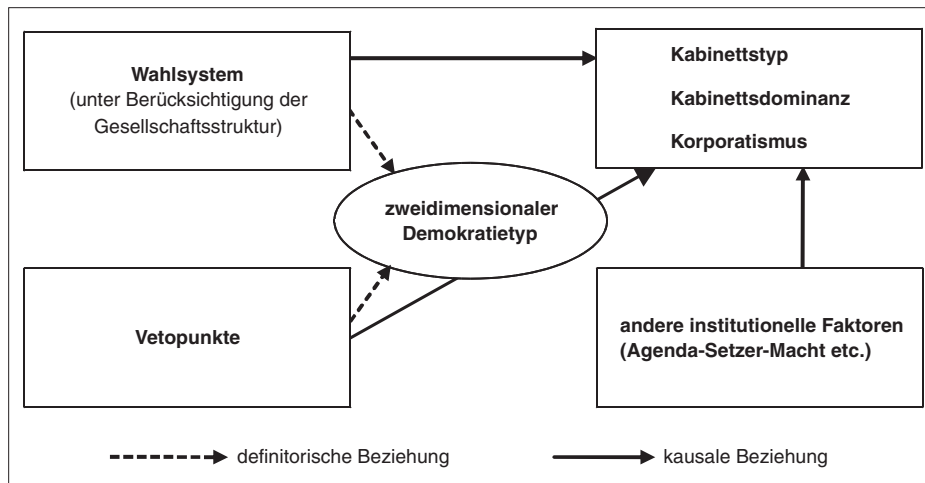 Wahlsystem
(unter Berücksichtigung der
Gesellschaftsstruktur)
Kabinettstyp
Kabinettsdominanz
Korporatismus
zweidimensionaler
Demokratietyp
Vetopunkte
andere institutionelle Faktoren
(Agenda-Setzer-Macht etc.)
definitorische Beziehung
kausale Beziehung